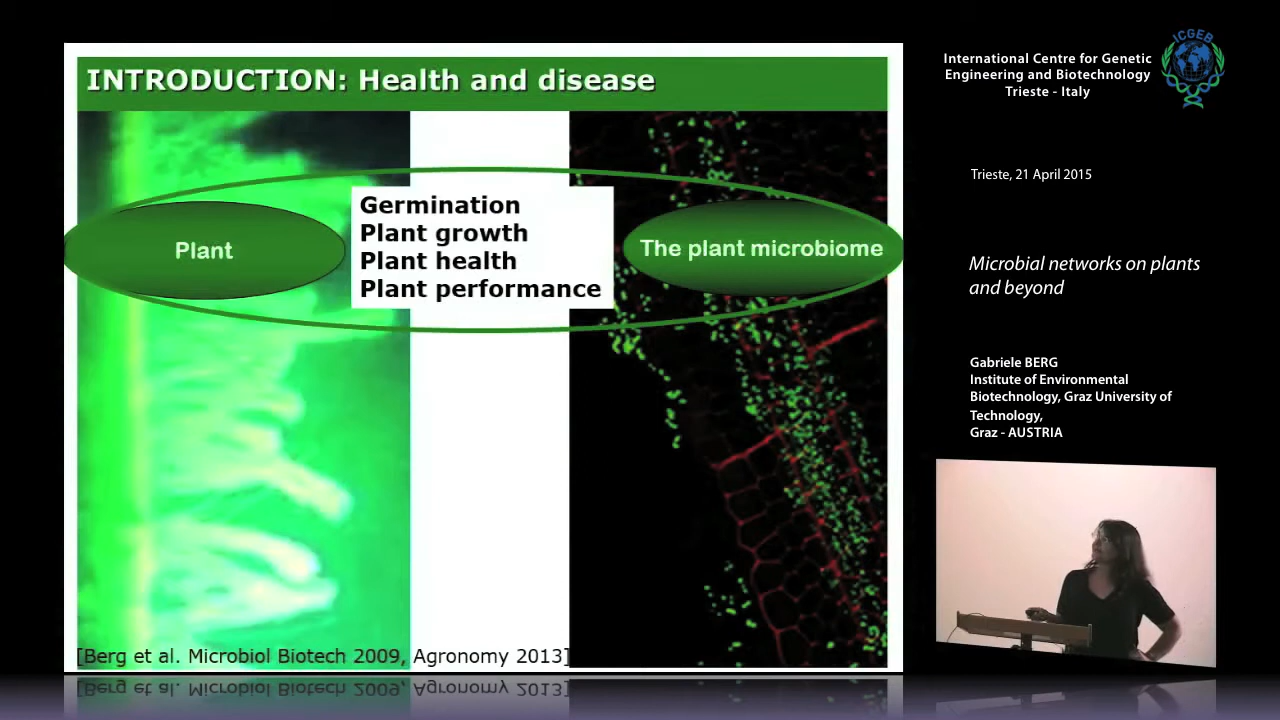 INTRODUCTION: Health and disease
Germination
Plant growth
Plant health
Plant performance
Plant
The plant microbiome
[Berg et al. Microbiol Biotech 2009, Agronomy 2013]
International Centre for Genetic
Engineering and Biotechnology
Trieste - Italy
ICGEB
Trieste, 21 April 2015
Microbial networks on plants
and beyond
Gabriele BERG
Institute of Environmental
Biotechnology, Graz University of
Technology,
Graz - AUSTRIA